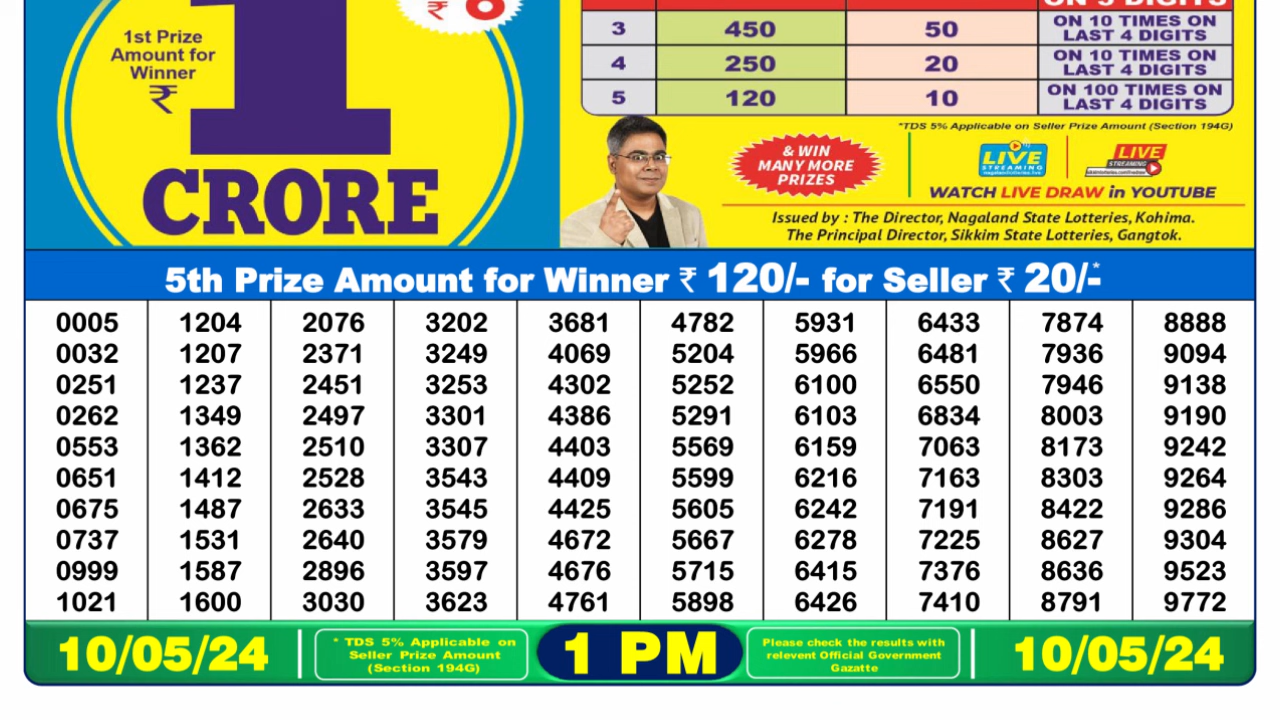 ₹ 6
1st Prize
Amount for
Winner
₹
1
CRORE
ON 5 DIGITS
3 450 50 ON 10 TIMES ON LAST 4 DIGITS
4 250 20 ON 10 TIMES ON LAST 4 DIGITS
5 120 10 ON 100 TIMES ON LAST 4 DIGITS
*TDS 5% Applicable on Seller Prize Amount (Section 194G)
& WIN
MANY MORE
PRIZES
LIVE
STREAMING
LIVE
STREAMING
WATCH LIVE DRAW in YOUTUBE
Issued by : The Director, Nagaland State Lotteries, Kohima.
The Principal Director, Sikkim State Lotteries, Gangtok.
5th Prize Amount for Winner ₹ 120/- for Seller ₹ 20/-*
0005 1204 2076 3202 3681 4782 5931 6433 7874 8888
0032 1207 2371 3249 4069 5204 5966 6481 7936 9094
0251 1237 2451 3253 4302 5252 6100 6550 7946 9138
0262 1349 2497 3301 4386 5291 6103 6834 8003 9190
0553 1362 2510 3307 4403 5569 6159 7063 8173 9242
0651 1412 2528 3543 4409 5599 6216 7163 8303 9264
0675 1487 2633 3545 4425 5605 6242 7191 8422 9286
0737 1531 2640 3579 4672 5667 6278 7225 8627 9304
0999 1587 2896 3597 4676 5715 6415 7376 8636 9523
1021 1600 3030 3623 4761 5898 6426 7410 8791 9772
10/05/24
* TDS 5% Applicable on
Seller Prize Amount
(Section 194G)
1 PM
Please check the results with
relevent Official Government
Gazatte
10/05/24